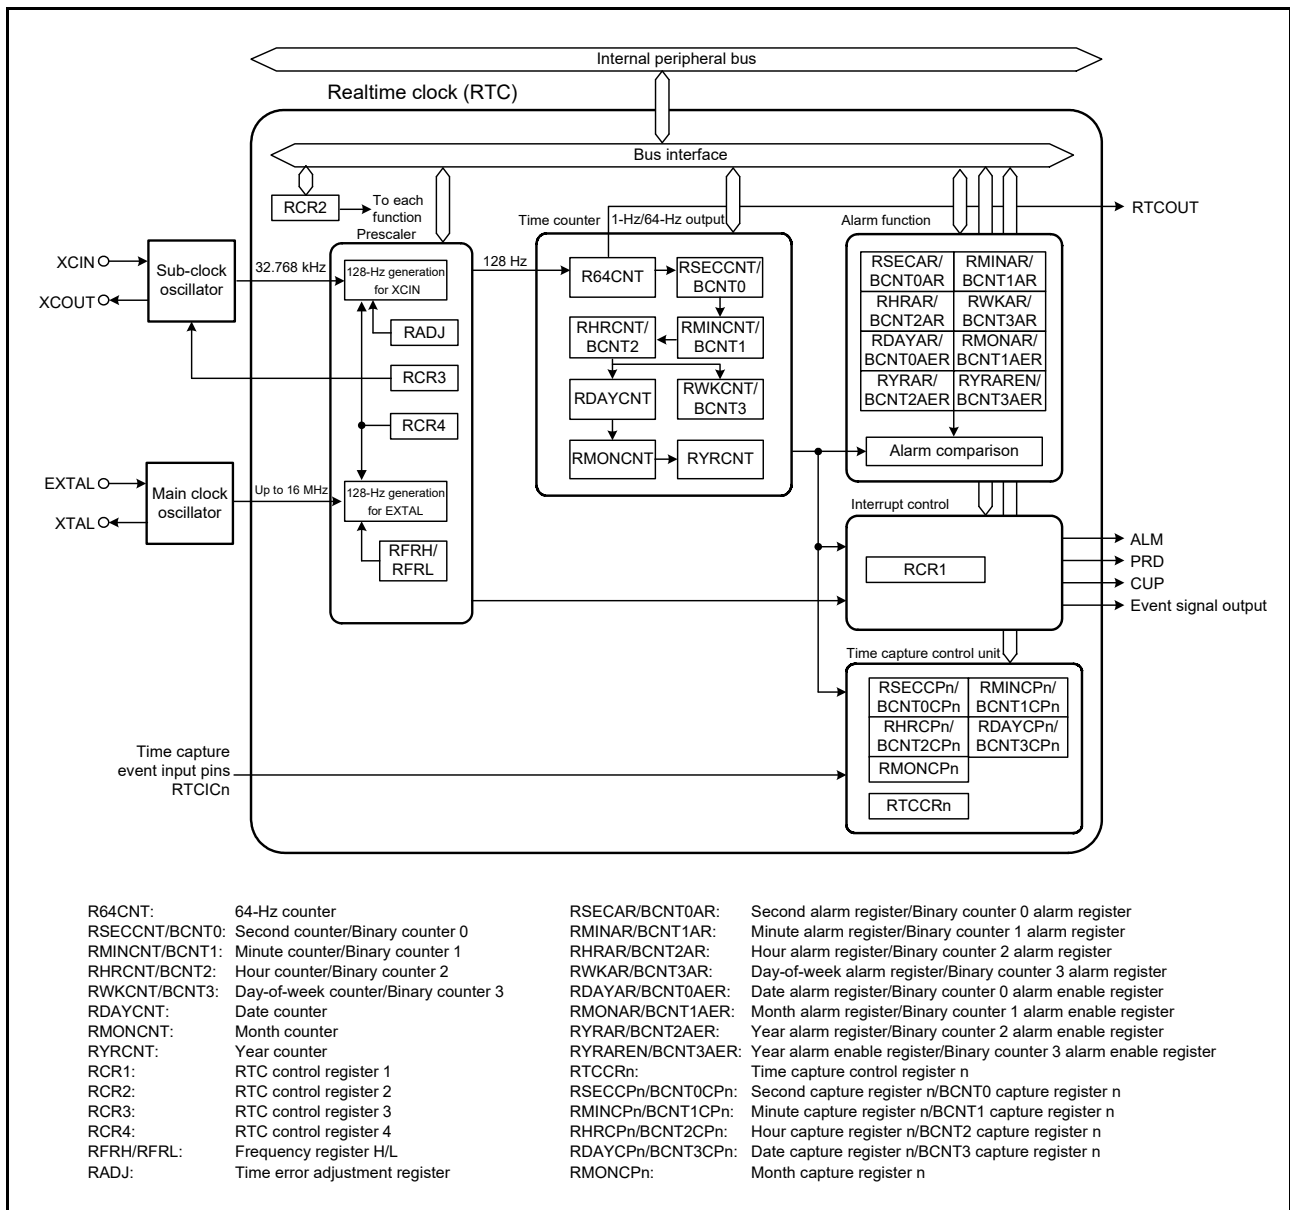 Internal peripheral bus
Realtime clock (RTC)
Bus interface
RCR2
To each
function
Prescaler
Time counter
1-Hz/64-Hz output
Alarm function
RTCOUT
XCIN
XCOUT
Sub-clock
oscillator
32.768 kHz
128-Hz generation
for XCIN
128 Hz
RADJ
RCR3
RCR4
R64CNT
RSECCNT/
BCNT0
RHRCNT/
BCNT2
RMINCNT/
BCNT1
RDAYCNT
RWKCNT/
BCNT3
RMONCNT
RYRCNT
RSECAR/
BCNT0AR
RMINAR/
BCNT1AR
RHRAR/
BCNT2AR
RWKAR/
BCNT3AR
RDAYAR/
BCNT0AER
RMONAR/
BCNT1AER
RYRAR/
BCNT2AER
RYRAREN/
BCNT3AER
Alarm comparison
EXTAL
XTAL
Main clock
oscillator
Up to 16 MHz
128-Hz generation
for EXTAL
RFRH/
RFRL
Interrupt control
RCR1
ALM
PRD
CUP
Event signal output
Time capture control unit
RSECCPn/
BCNT0CPn
RMINCPn/
BCNT1CPn
RHRCPn/
BCNT2CPn
RDAYCPn/
BCNT3CPn
RMONCPn
RTCCRn
Time capture
event input pins
RTCICn
R64CNT: 64-Hz counter
RSECCNT/BCNT0: Second counter/Binary counter 0
RMINCNT/BCNT1: Minute counter/Binary counter 1
RHRCNT/BCNT2: Hour counter/Binary counter 2
RWKCNT/BCNT3: Day-of-week counter/Binary counter 3
RDAYCNT: Date counter
RMONCNT: Month counter
RYRCNT: Year counter
RCR1: RTC control register 1
RCR2: RTC control register 2
RCR3: RTC control register 3
RCR4: RTC control register 4
RFRH/RFRL: Frequency register H/L
RADJ: Time error adjustment register
RSECAR/BCNT0AR: Second alarm register/Binary counter 0 alarm register
RMINAR/BCNT1AR: Minute alarm register/Binary counter 1 alarm register
RHRAR/BCNT2AR: Hour alarm register/Binary counter 2 alarm register
RWKAR/BCNT3AR: Day-of-week alarm register/Binary counter 3 alarm register
RDAYAR/BCNT0AER: Date alarm register/Binary counter 0 alarm enable register
RMONAR/BCNT1AER: Month alarm register/Binary counter 1 alarm enable register
RYRAR/BCNT2AER: Year alarm register/Binary counter 2 alarm enable register
RYRAREN/BCNT3AER: Year alarm enable register/Binary counter 3 alarm enable register
RTCCRn: Time capture control register n
RSECCPn/BCNT0CPn: Second capture register n/BCNT0 capture register n
RMINCPn/BCNT1CPn: Minute capture register n/BCNT1 capture register n
RHRCPn/BCNT2CPn: Hour capture register n/BCNT2 capture register n
RDAYCPn/BCNT3CPn: Date capture register n/BCNT3 capture register n
RMONCPn: Month capture register n